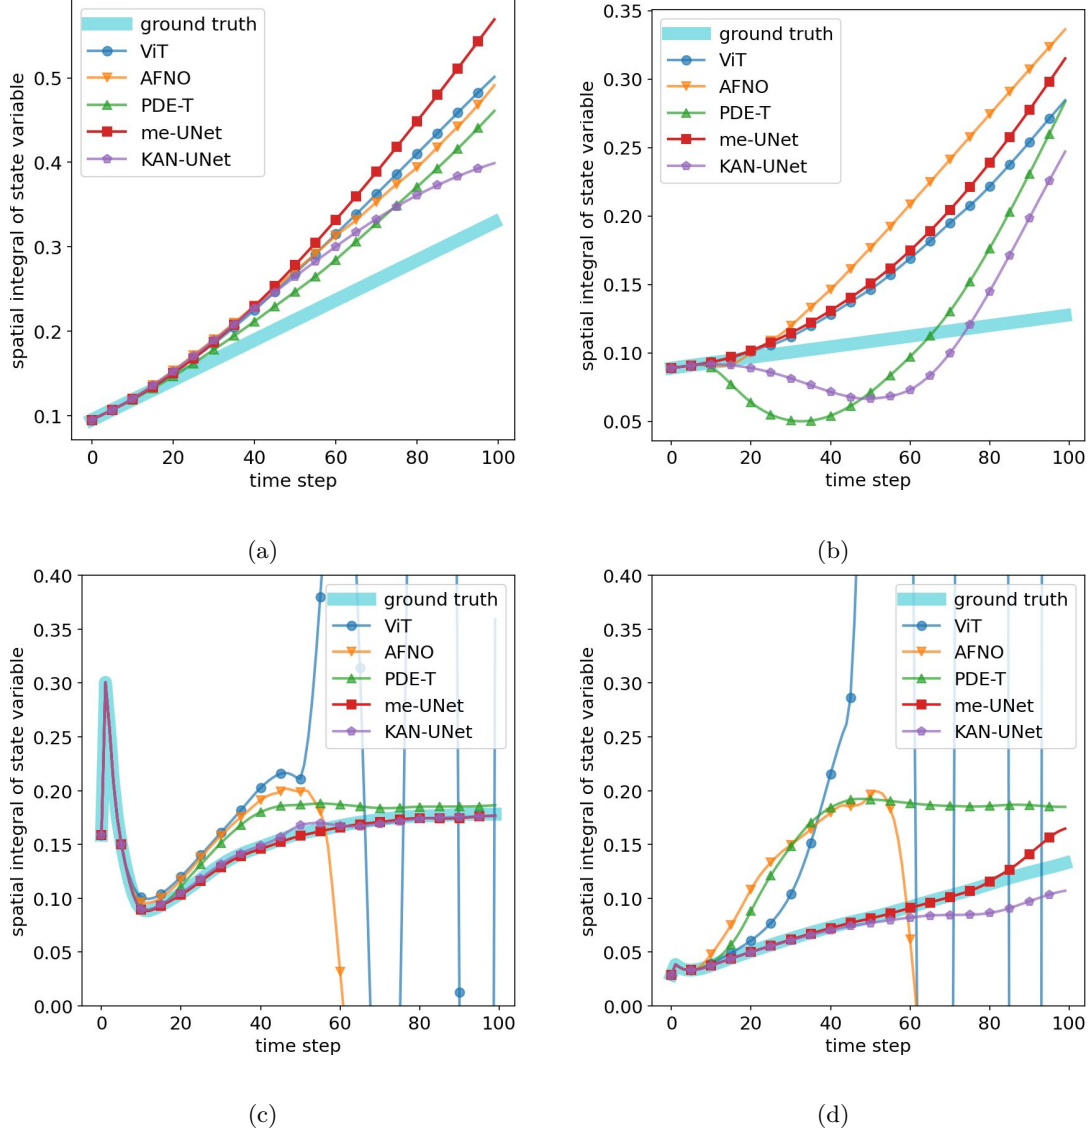 ground truth
ViT
AFNO
PDE-T
me-UNet
KAN-UNet
0.5
0.4
0.3
0.2
0.1
spatial integral of state variable
0 20 40 60 80 100
time step
(a)
ground truth
ViT
AFNO
PDE-T
me-UNet
KAN-UNet
0.35
0.30
0.25
0.20
0.15
0.10
0.05
spatial integral of state variable
0 20 40 60 80 100
time step
(b)
ground truth
ViT
AFNO
PDE-T
me-UNet
KAN-UNet
0.40
0.35
0.30
0.25
0.20
0.15
0.10
0.05
0.00
spatial integral of state variable
0 20 40 60 80 100
time step
(c)
ground truth
ViT
AFNO
PDE-T
me-UNet
KAN-UNet
0.40
0.35
0.30
0.25
0.20
0.15
0.10
0.05
0.00
spatial integral of state variable
0 20 40 60 80 100
time step
(d)